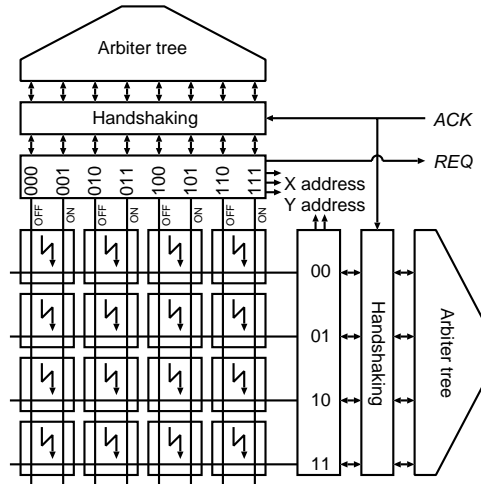 Arbiter tree
Handshaking
ACK
REQ
000 001 010 011 100 101 110 111
X address
Y address
OFF ON OFF ON OFF ON OFF ON
00
01
10
11
Handshaking
Arbiter tree